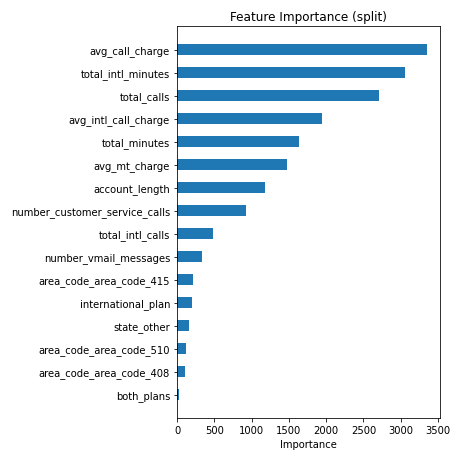 Feature Importance (split)
avg_call_charge
total_intl_minutes
total_calls
avg_intl_call_charge
total_minutes
avg_mt_charge
account_length
number_customer_service_calls
total_intl_calls
number_vmail_messages
area_code_area_code_415
international_plan
state_other
area_code_area_code_510
area_code_area_code_408
both_plans
0 500 1000 1500 2000 2500 3000 3500
Importance